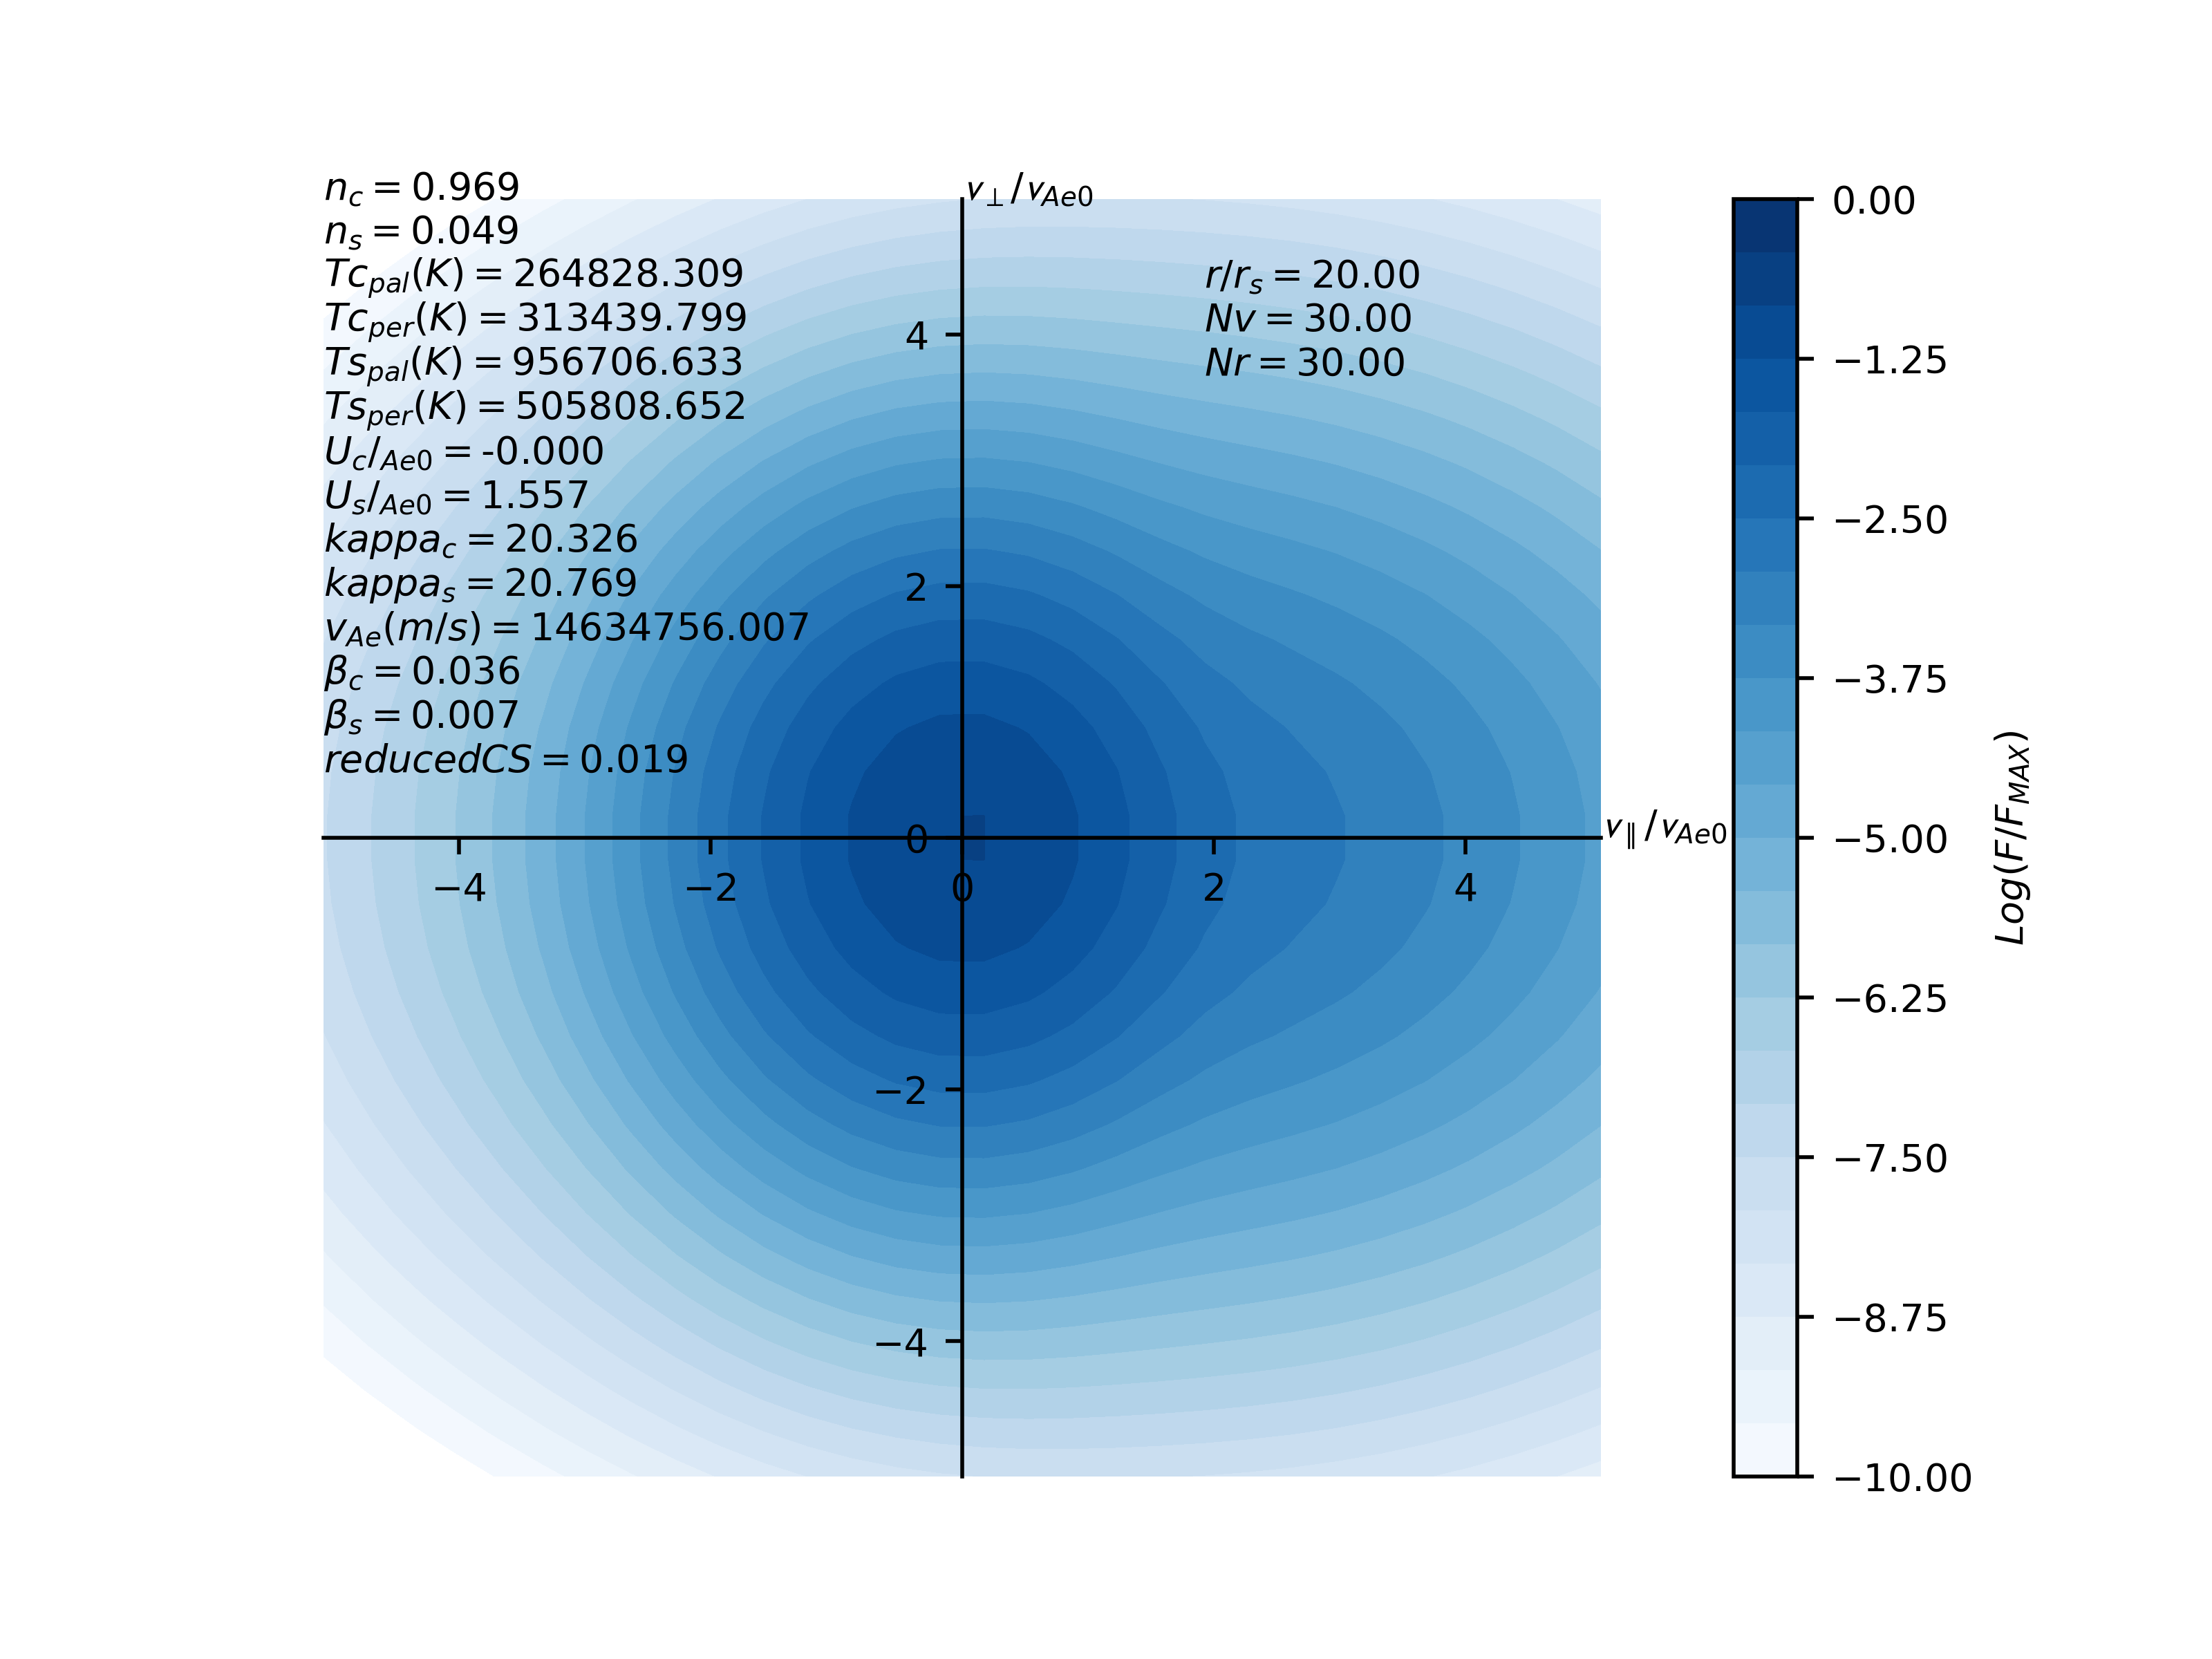 n_c = 0.969
n_s = 0.049
Tc_pal(K) = 264828.309
Tc_per(K) = 313439.799
Ts_pal(K) = 956706.633
Ts_per(K) = 505808.652
U_c/_Ae0 = -0.000
U_s/_Ae0 = 1.557
kappa_c = 20.326
kappa_s = 20.769
v_Ae(m/s) = 14634756.007
β_c = 0.036
β_s = 0.007
reducedCS = 0.019
v_⊥/v_Ae0
r/r_s = 20.00
Nv = 30.00
Nr = 30.00
4
2
0
−2
−4
−4 −2 0 2 4
v_∥/v_Ae0
0.00
−1.25
−2.50
−3.75
−5.00
−6.25
−7.50
−8.75
−10.00
Log(F/F_MAX)